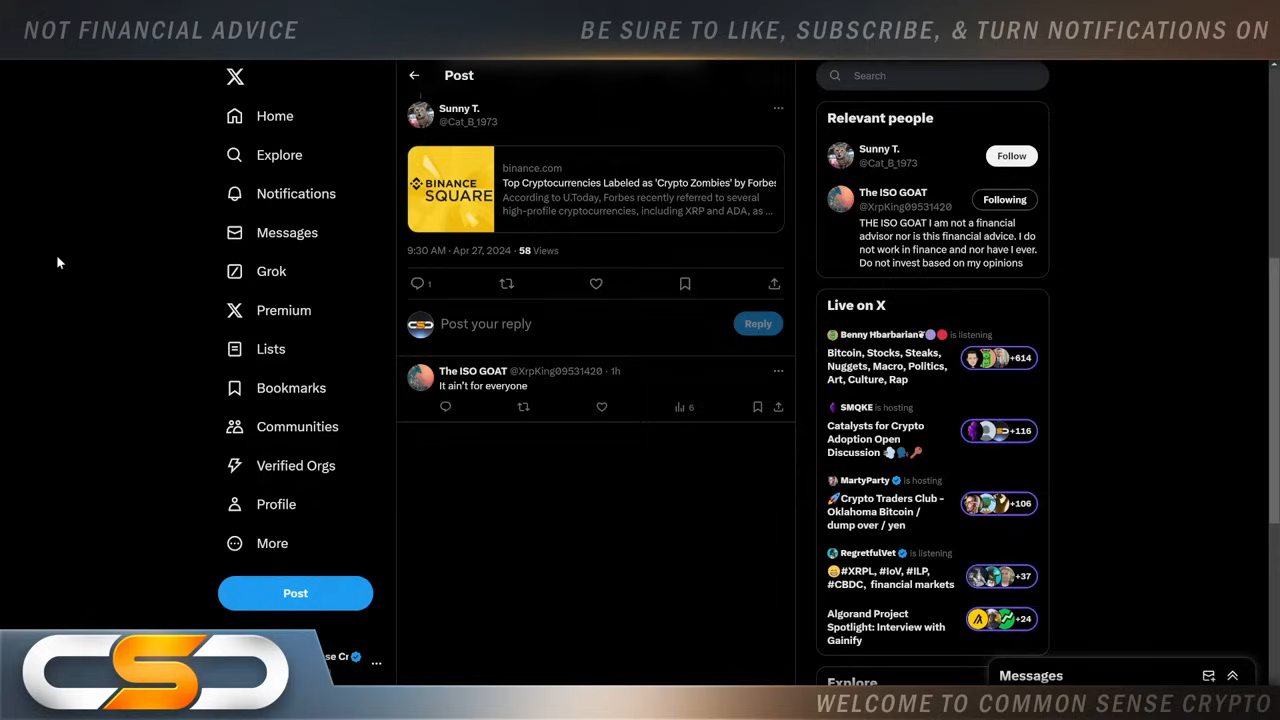 NOT FINANCIAL ADVICE
BE SURE TO LIKE, SUBSCRIBE, & TURN NOTIFICATIONS ON
Home
Explore
Notifications
Messages
Grok
Premium
Lists
Bookmarks
Communities
Verified Orgs
Profile
More
Post
se Cr
Post
Sunny T.
@Cat_B_1973
BINANCE
SQUARE
binance.com
Top Cryptocurrencies Labeled as 'Crypto Zombies' by Forbes
According to U.Today, Forbes recently referred to several
high-profile cryptocurrencies, including XRP and ADA, as ...
9:30 AM · Apr 27, 2024 · 58 Views
1
Post your reply
Reply
The ISO GOAT @XrpKing09531420 · 1h
It ain't for everyone
6
Search
Relevant people
Sunny T.
@Cat_B_1973
Follow
The ISO GOAT
@XrpKing09531420
Following
THE ISO GOAT I am not a financial
advisor nor is this financial advice. I do
not work in finance and nor have I ever.
Do not invest based on my opinions
Live on X
Benny Hbarbarian is listening
Bitcoin, Stocks, Steaks,
Nuggets, Macro, Politics,
Art, Culture, Rap
+614
SMQKE is hosting
Catalysts for Crypto
Adoption Open
Discussion 💨🗣️🔑
+116
MartyParty is hosting
🚀Crypto Traders Club -
Oklahoma Bitcoin /
dump over / yen
+106
RegretfulVet is listening
😄#XRPL, #IoV, #ILP,
#CBDC, financial markets
+37
Algorand Project
Spotlight: Interview with
Gainify
+24
Explore
Messages
CSC
WELCOME TO COMMON SENSE CRYPTO